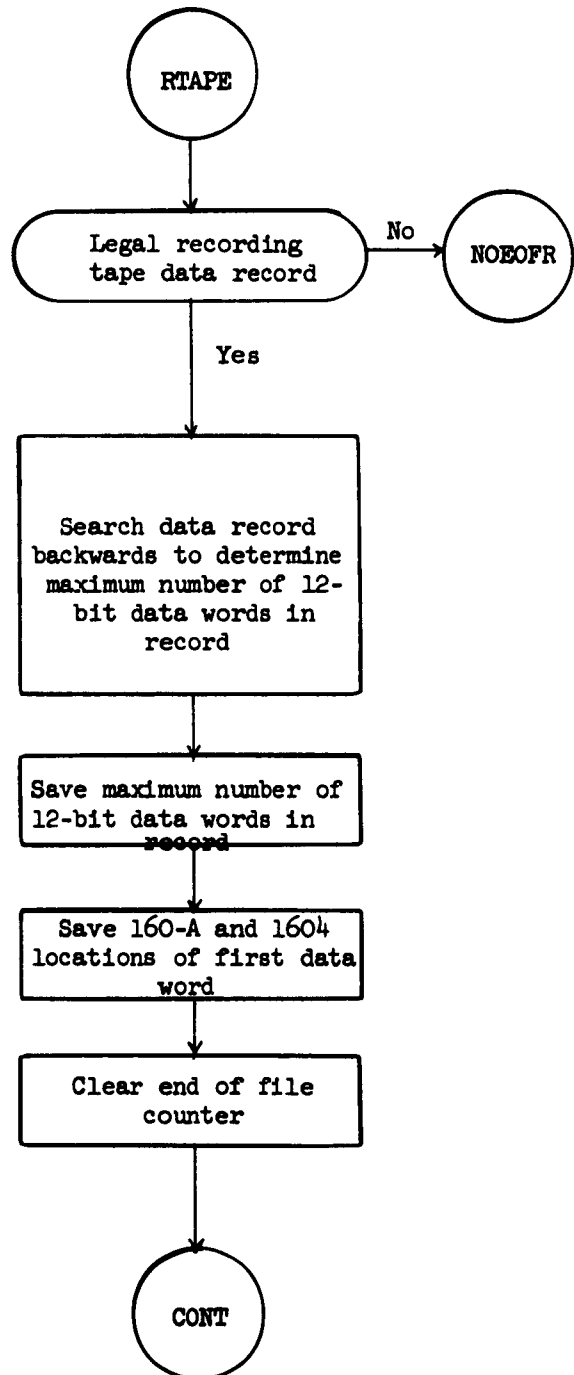 RTAPE
Legal recording
tape data record
No
NOEOFR
Yes
Search data record
backwards to determine
maximum number of 12-
bit data words in
record
Save maximum number of
12-bit data words in
record
Save 160-A and 1604
locations of first data
word
Clear end of file
counter
CONT